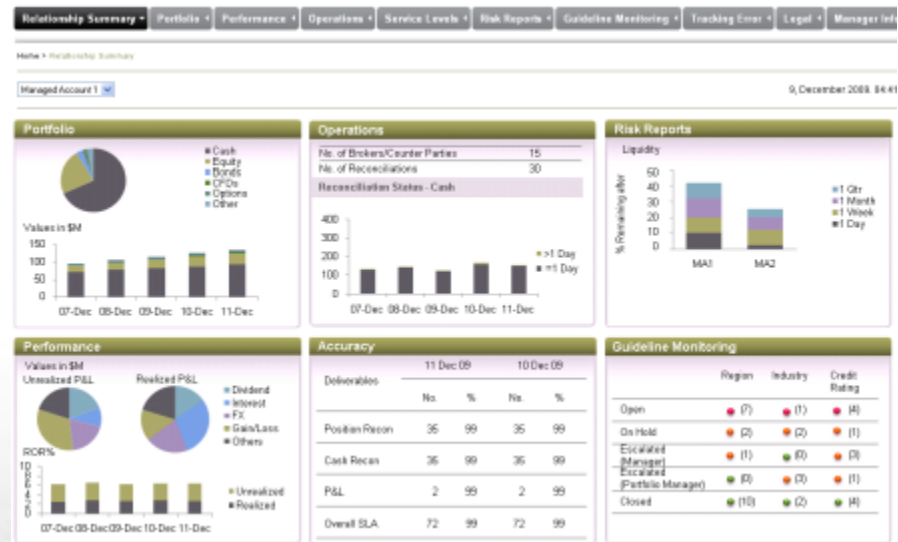 Relationship Summary Portfolio Performance Operations Service Levels Risk Reports Guideline Monitoring Tracking Error Legal Manager Info
Home > Relationship Summary
Managed Account 1
9, December 2009. 04:41
Portfolio
Cash
Equity
Bonds
CFDs
Options
Other
Values in $M
150
100
50
0
07-Dec 08-Dec 09-Dec 10-Dec 11-Dec
Operations
No. of Brokers/Counter Parties 15
No. of Reconciliations 30
Reconciliation Status - Cash
400
300
200
100
0
>1 Day
=1 Day
07-Dec 08-Dec 09-Dec 10-Dec 11-Dec
Risk Reports
Liquidity
% Remaining after
50
40
30
20
10
0
1 Qtr
1 Month
1 Week
1 Day
MA1 MA2
Performance
Values in $M
Unrealized P&L Realized P&L
Dividend
Interest
FX
Gain/Loss
Others
ROR%
10
8
6
4
2
0
Unrealized
Realized
07-Dec 08-Dec 09-Dec 10-Dec 11-Dec
Accuracy
11 Dec 09 10 Dec 09
Deliverables
No. % No. %
Position Recon 35 99 35 99
Cash Recon 35 99 35 99
P&L 2 99 2 99
Overall SLA 72 99 72 99
Guideline Monitoring
Region Industry Credit
Rating
Open (7) (1) (4)
On Hold (2) (2) (1)
Escalated
(Manager) (1) (0) (3)
Escalated
(Portfolio Manager) (0) (3) (1)
Closed (10) (2) (4)